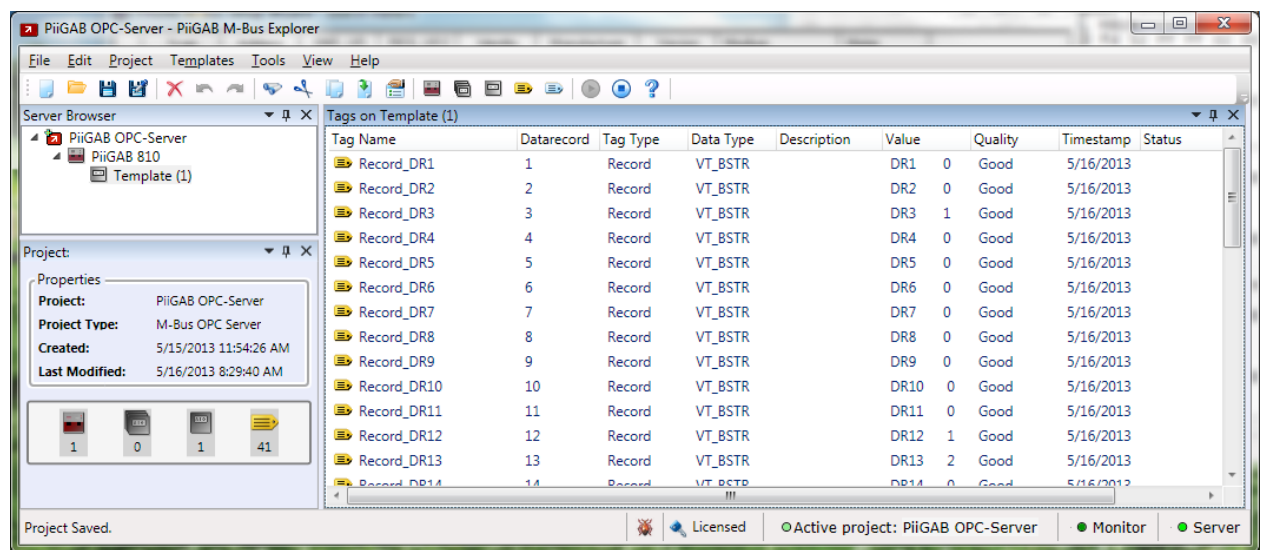 PiiGAB OPC-Server - PiiGAB M-Bus Explorer
File Edit Project Templates Tools View Help
Server Browser
PiiGAB OPC-Server
PiiGAB 810
Template (1)
Project:
Properties
Project: PiiGAB OPC-Server
Project Type: M-Bus OPC Server
Created: 5/15/2013 11:54:26 AM
Last Modified: 5/16/2013 8:29:40 AM
1 0 1 41
Tags on Template (1)
Tag Name Datarecord Tag Type Data Type Description Value Quality Timestamp Status
Record_DR1 1 Record VT_BSTR DR1 0 Good 5/16/2013
Record_DR2 2 Record VT_BSTR DR2 0 Good 5/16/2013
Record_DR3 3 Record VT_BSTR DR3 1 Good 5/16/2013
Record_DR4 4 Record VT_BSTR DR4 0 Good 5/16/2013
Record_DR5 5 Record VT_BSTR DR5 0 Good 5/16/2013
Record_DR6 6 Record VT_BSTR DR6 0 Good 5/16/2013
Record_DR7 7 Record VT_BSTR DR7 0 Good 5/16/2013
Record_DR8 8 Record VT_BSTR DR8 0 Good 5/16/2013
Record_DR9 9 Record VT_BSTR DR9 0 Good 5/16/2013
Record_DR10 10 Record VT_BSTR DR10 0 Good 5/16/2013
Record_DR11 11 Record VT_BSTR DR11 0 Good 5/16/2013
Record_DR12 12 Record VT_BSTR DR12 1 Good 5/16/2013
Record_DR13 13 Record VT_BSTR DR13 2 Good 5/16/2013
Record_DR14 14 Record VT_BSTR DR14 0 Good 5/16/2013
Project Saved. Licensed Active project: PiiGAB OPC-Server Monitor Server